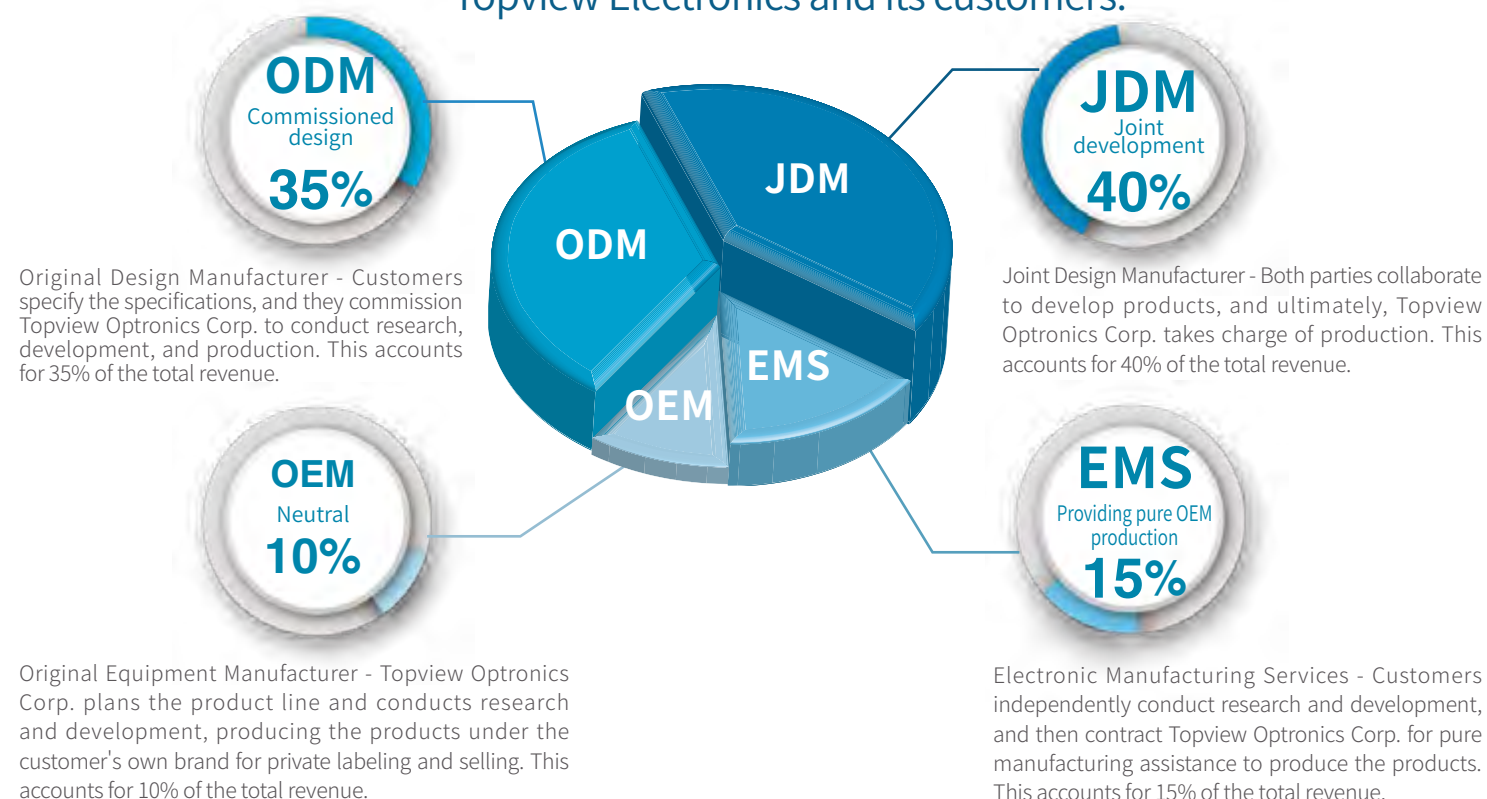 Topview Electronics and its customers.
ODM
Commissioned
design
35%
Original Design Manufacturer - Customers
specify the specifications, and they commission
Topview Optronics Corp. to conduct research,
development, and production. This accounts
for 35% of the total revenue.
JDM
Joint
development
40%
Joint Design Manufacturer - Both parties collaborate
to develop products, and ultimately, Topview
Optronics Corp. takes charge of production. This
accounts for 40% of the total revenue.
JDM
ODM
EMS
OEM
OEM
Neutral
10%
Original Equipment Manufacturer - Topview Optronics
Corp. plans the product line and conducts research
and development, producing the products under the
customer's own brand for private labeling and selling. This
accounts for 10% of the total revenue.
EMS
Providing pure OEM
production
15%
Electronic Manufacturing Services - Customers
independently conduct research and development,
and then contract Topview Optronics Corp. for pure
manufacturing assistance to produce the products.
This accounts for 15% of the total revenue.